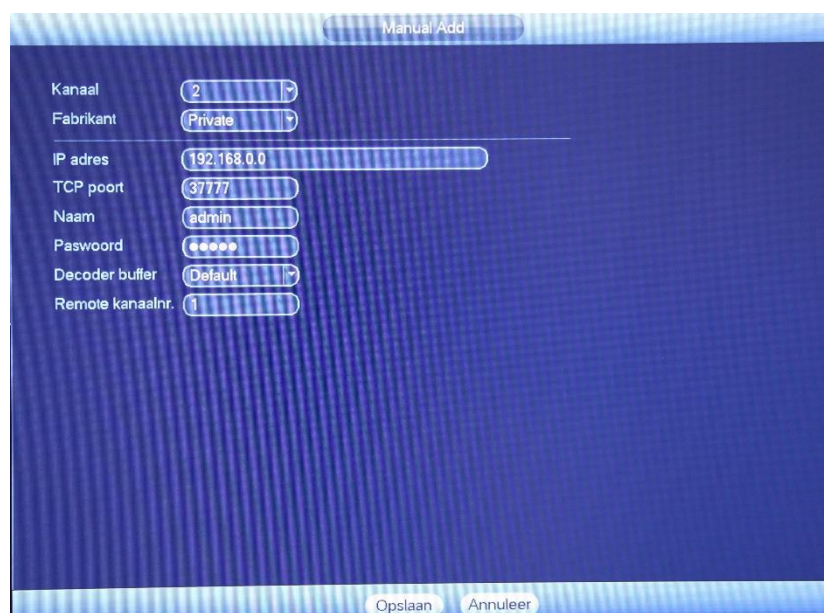 Manual Add
Kanaal 2
Fabrikant Private
IP adres 192.168.0.0
TCP poort 37777
Naam admin
Paswoord ●●●●●
Decoder buffer Default
Remote kanaalnr. 1
Opslaan Annuleer